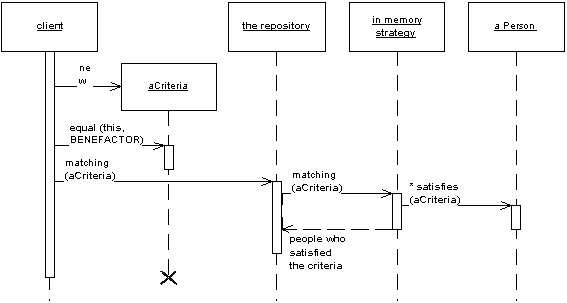 client
the repository
in memory
strategy
a Person
ne
w
aCriteria
equal (this,
BENEFACTOR)
matching
(aCriteria)
matching
(aCriteria)
* satisfies
(aCriteria)
people who
satisfied
the criteria